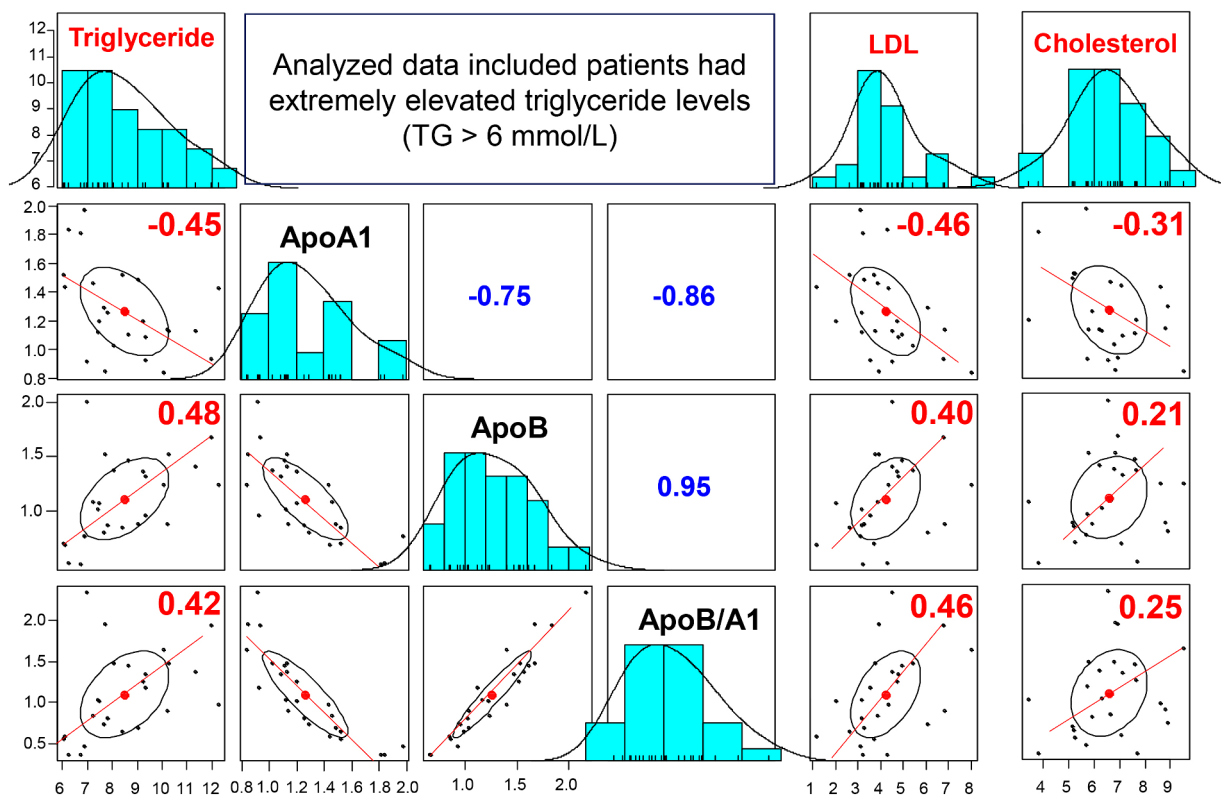 Triglyceride
Analyzed data included patients had
extremely elevated triglyceride levels
(TG > 6 mmol/L)
LDL
Cholesterol
12
11
10
9
8
7
6
2.0
1.8
1.6
1.4
1.2
1.0
0.8
-0.45
ApoA1
-0.75
-0.86
-0.46
-0.31
2.0
1.5
1.0
0.48
ApoB
0.95
0.40
0.21
2.0
1.5
1.0
0.5
0.42
ApoB/A1
0.46
0.25
6 7 8 9 10 11 12
0.8 1.0 1.2 1.4 1.6 1.8 2.0
1.0 1.5 2.0
1 2 3 4 5 6 7 8
4 5 6 7 8 9